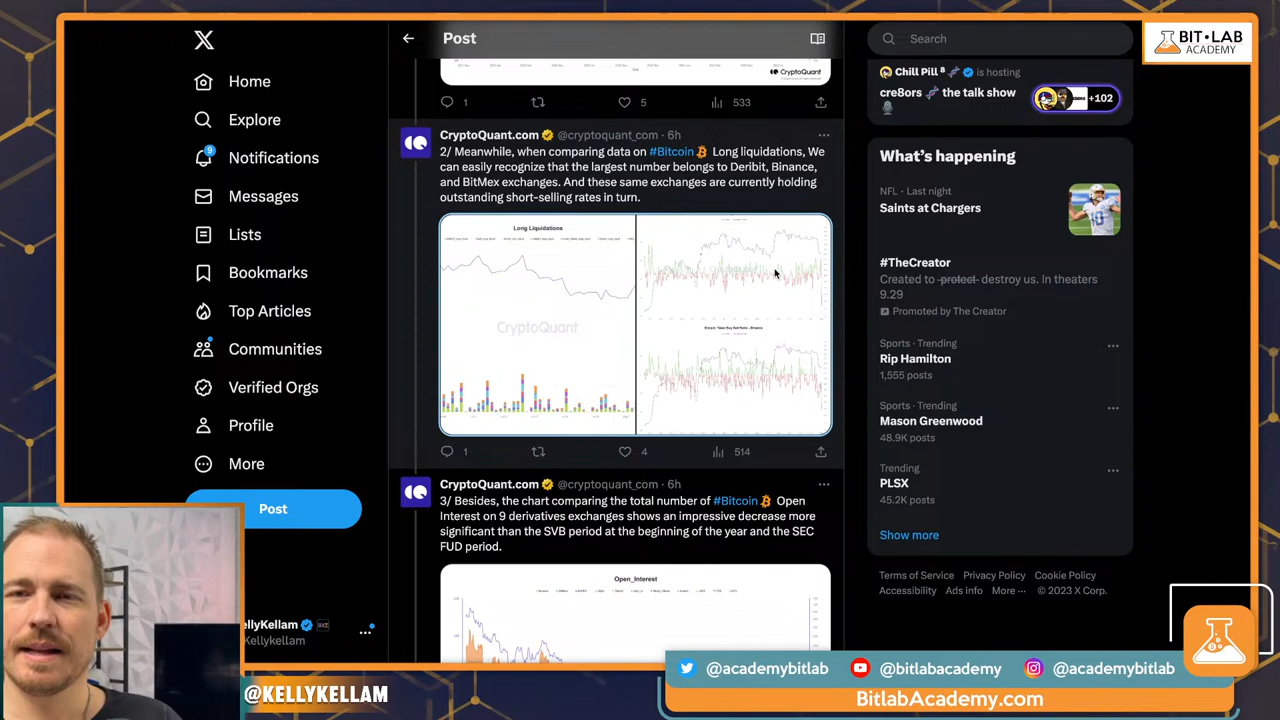 BIT•LAB
ACADEMY
Home
Explore
9
Notifications
Messages
Lists
Bookmarks
Top Articles
Communities
Verified Orgs
Profile
More
Post
ellyKellam
Kellykellam
Post
CryptoQuant
1
5
533
CryptoQuant.com @cryptoquant_com · 6h
2/ Meanwhile, when comparing data on #Bitcoin Long liquidations, We
can easily recognize that the largest number belongs to Deribit, Binance,
and BitMex exchanges. And these same exchanges are currently holding
outstanding short-selling rates in turn.
Long Liquidations
CryptoQuant
Bitcoin: Taker Buy Sell Ratio - Binance
1
4
514
CryptoQuant.com @cryptoquant_com · 6h
3/ Besides, the chart comparing the total number of #Bitcoin Open
Interest on 9 derivatives exchanges shows an impressive decrease more
significant than the SVB period at the beginning of the year and the SEC
FUD period.
Open_Interest
Search
Chill Pill is hosting
cre8ors the talk show
+102
What's happening
NFL · Last night
Saints at Chargers
#TheCreator
Created to protect destroy us. In theaters
9.29
Promoted by The Creator
Sports · Trending
Rip Hamilton
1,555 posts
Sports · Trending
Mason Greenwood
48.9K posts
Trending
PLSX
45.2K posts
Show more
Terms of Service Privacy Policy Cookie Policy
Accessibility Ads info More ··· © 2023 X Corp.
@KELLYKELLAM
@academybitlab @bitlabacademy @academybitlab
BitlabAcademy.com